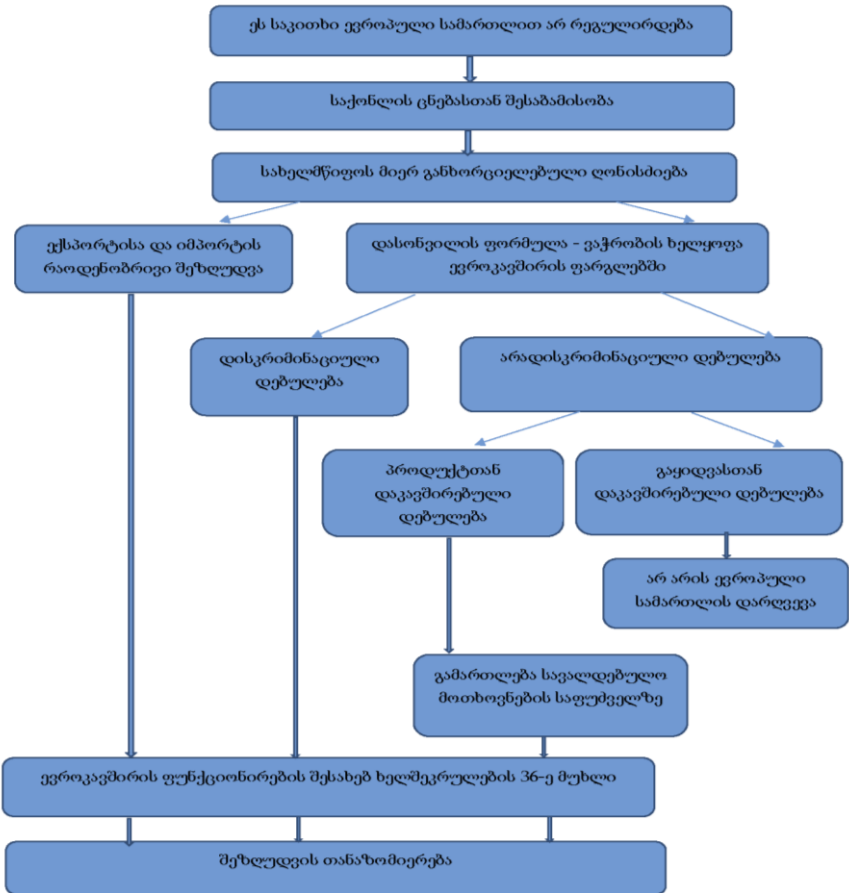 ეს საკითხი ევროპული სამართლით არ რეგულირდება
საქონლის ცნებასთან შესაბამისობა
სახელმწიფოს მიერ განხორციელებული ღონისძიება
ექსპორტისა და იმპორტის
რაოდენობრივი შეზღუდვა
დასონვილის ფორმულა - ვაჭრობის ხელყოფა
ევროკავშირის ფარგლებში
დისკრიმინაციული
დებულება
არადისკრიმინაციული დებულება
პროდუქტთან
დაკავშირებული
დებულება
გაყიდვასთან
დაკავშირებული დებულება
არ არის ევროპული
სამართლის დარღვევა
გამართლება სავალდებულო
მოთხოვნების საფუძველზე
ევროკავშირის ფუნქციონირების შესახებ ხელშეკრულების 36-ე მუხლი
შეზღუდვის თანაზომიერება